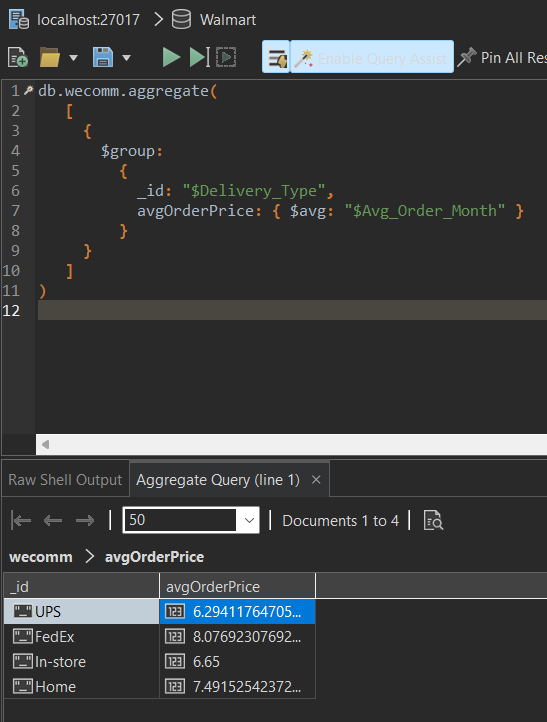 localhost:27017 > Walmart
Enable Query Assist Pin All Res
1 db.wecomm.aggregate(
2 [
3 {
4 $group:
5 {
6 _id: "$Delivery_Type",
7 avgOrderPrice: { $avg: "$Avg_Order_Month" }
8 }
9 }
10 ]
11 )
12
Raw Shell Output Aggregate Query (line 1) ×
50 Documents 1 to 4
wecomm > avgOrderPrice
_id avgOrderPrice
UPS 6.29411764705...
FedEx 8.07692307692...
In-store 6.65
Home 7.49152542372...